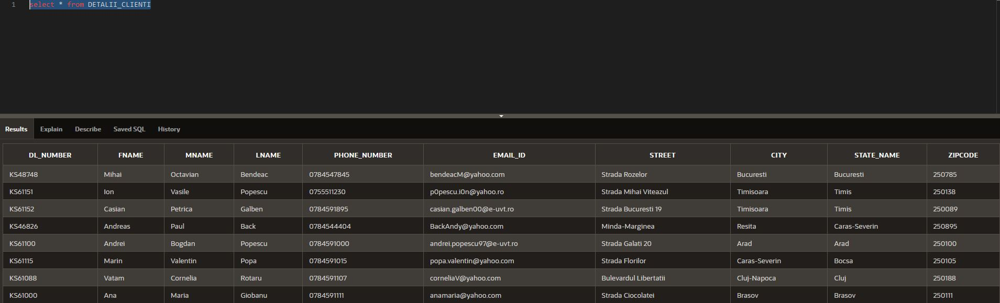 1 select * from DETALII_CLIENTI
Results Explain Describe Saved SQL History
DL_NUMBER FNAME MNAME LNAME PHONE_NUMBER EMAIL_ID STREET CITY STATE_NAME ZIPCODE
KS48748 Mihai Octavian Bendeac 0784547845 bendeacM@yahoo.com Strada Rozelor Bucuresti Bucuresti 250785
KS61151 Ion Vasile Popescu 0755511230 p0pescu.i0n@yahoo.ro Strada Mihai Viteazul Timisoara Timis 250138
KS61152 Casian Petrica Galben 0784591895 casian.galben00@e-uvt.ro Strada Bucuresti 19 Timisoara Timis 250089
KS46826 Andreas Paul Back 0784544404 BackAndy@yahoo.com Minda-Marginea Resita Caras-Severin 250895
KS61100 Andrei Bogdan Popescu 0784591000 andrei.popescu97@e-uvt.ro Strada Galati 20 Arad Arad 250100
KS61115 Marin Valentin Popa 0784591015 popa.valentin@yahoo.com Strada Florilor Caras-Severin Bocsa 250105
KS61088 Vatam Cornelia Rotaru 0784591107 corneliaV@yahoo.com Bulevardul Libertatii Cluj-Napoca Cluj 250188
KS61000 Ana Maria Giobanu 0784591111 anamaria@yahoo.com Strada Ciocolatei Brasov Brasov 250111